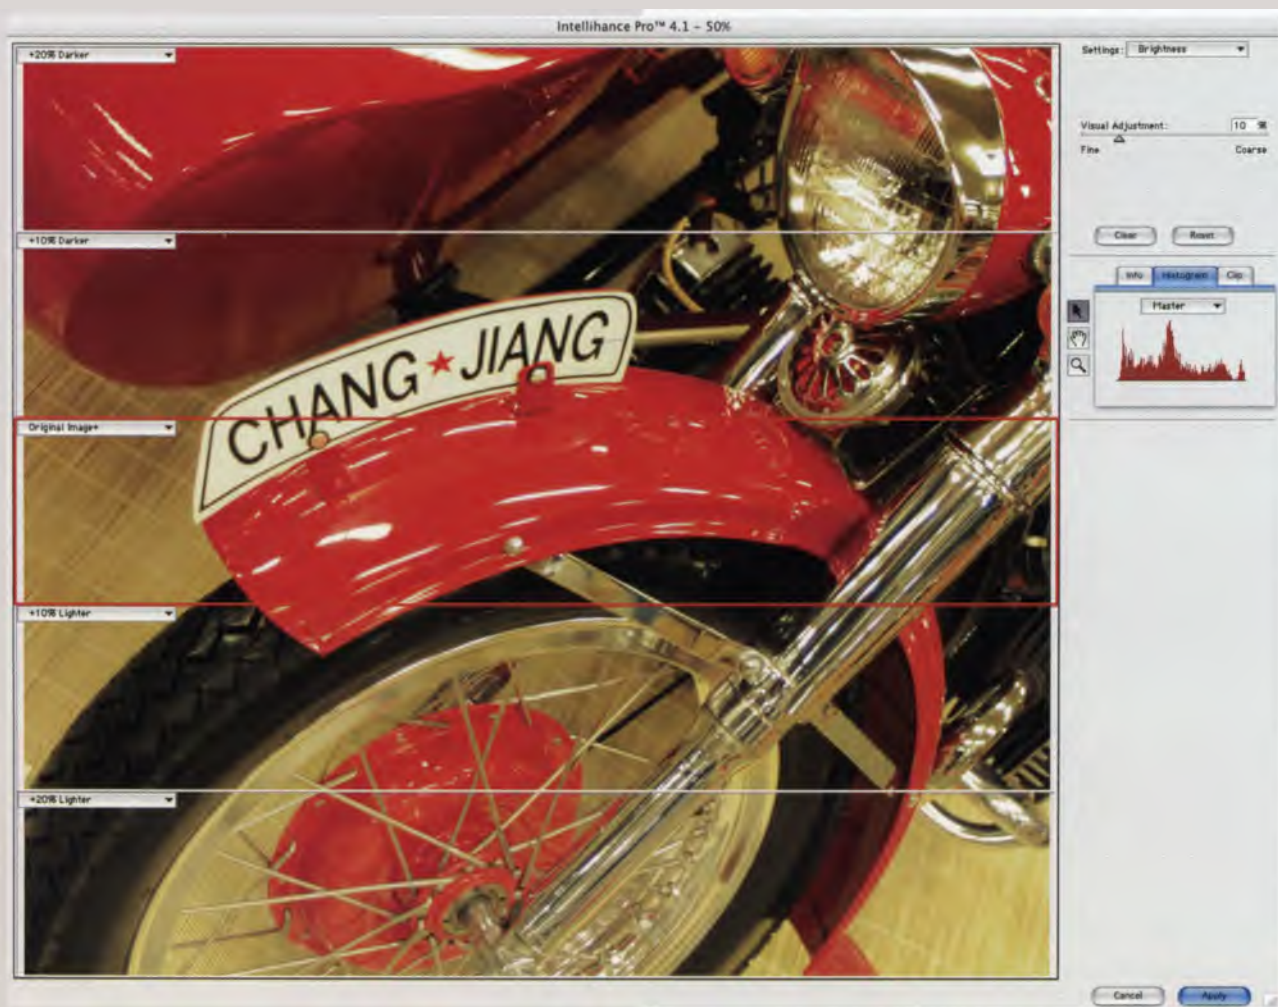 Intellihance Pro™ 4.1 – 50%
+20% Darker
Settings: Brightness
Visual Adjustment: 10 %
Fine Coarse
Clear Reset
+10% Darker
Info Histogram Clip
Master
CHANG★JIANG
Original Image+
+10% Lighter
+20% Lighter
Cancel Apply